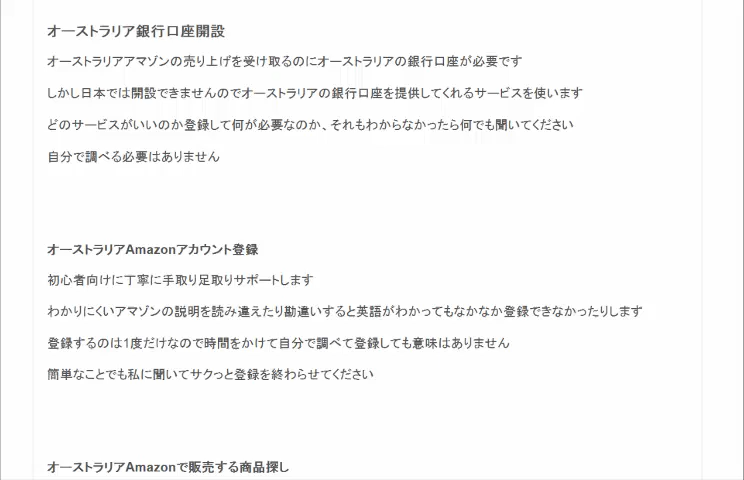 オーストラリア銀行口座開設
オーストラリアアマゾンの売り上げを受け取るのにオーストラリアの銀行口座が必要です
しかし日本では開設できませんのでオーストラリアの銀行口座を提供してくれるサービスを使います
どのサービスがいいのか登録して何が必要なのか、それもわからなかったら何でも聞いてください
自分で調べる必要はありません
オーストラリアAmazonアカウント登録
初心者向けに丁寧に手取り足取りサポートします
わかりにくいアマゾンの説明を読み違えたり勘違いすると英語がわかってもなかなか登録できなかったりします
登録するのは1度だけなので時間をかけて自分で調べて登録しても意味はありません
簡単なことでも私に聞いてサクっと登録を終わらせてください
オーストラリアAmazonで販売する商品探し